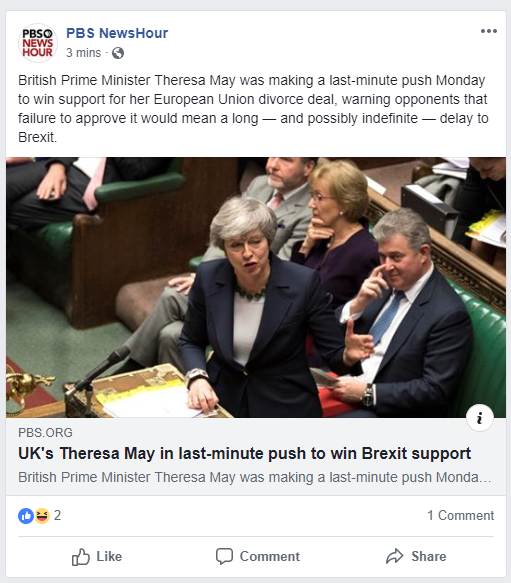 PBS
NEWS
HOUR
PBS NewsHour
3 mins ·
British Prime Minister Theresa May was making a last-minute push Monday
to win support for her European Union divorce deal, warning opponents that
failure to approve it would mean a long — and possibly indefinite — delay to
Brexit.
i
PBS.ORG
UK's Theresa May in last-minute push to win Brexit support
British Prime Minister Theresa May was making a last-minute push Monda...
2
1 Comment
Like
Comment
Share